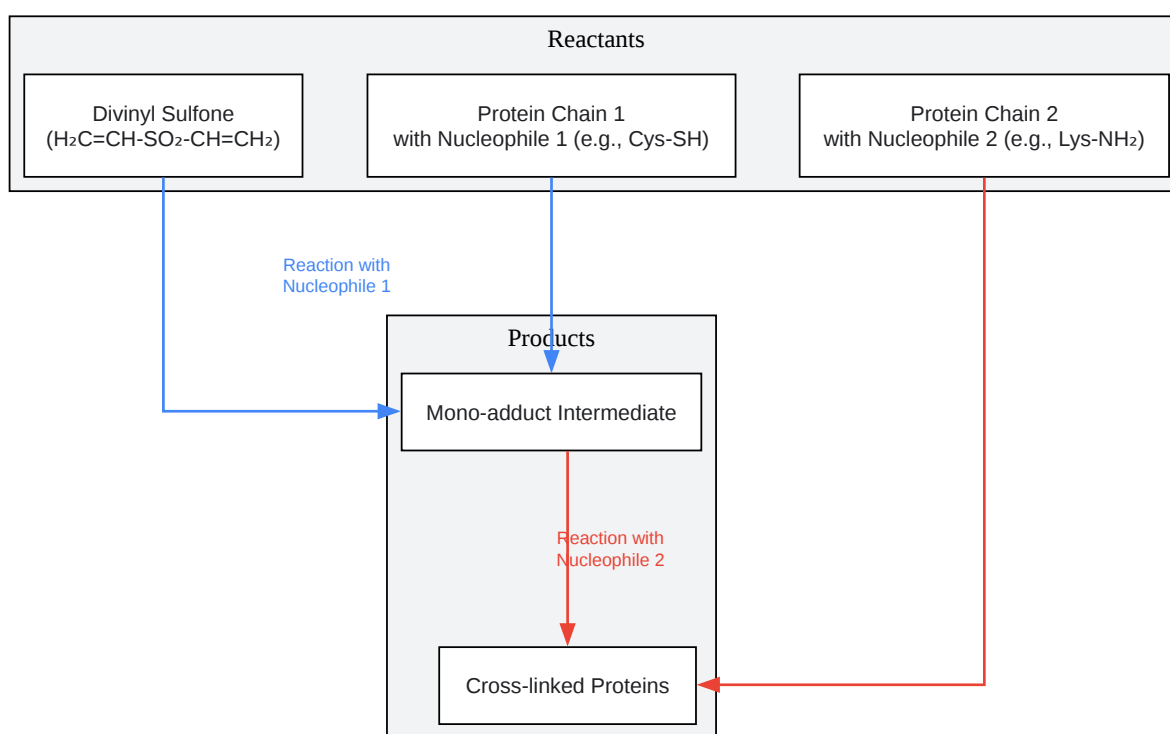 Reactants
Divinyl Sulfone
(H₂C=CH-SO₂-CH=CH₂)
Protein Chain 1
with Nucleophile 1 (e.g., Cys-SH)
Protein Chain 2
with Nucleophile 2 (e.g., Lys-NH₂)
Reaction with
Nucleophile 1
Products
Mono-adduct Intermediate
Reaction with
Nucleophile 2
Cross-linked Proteins